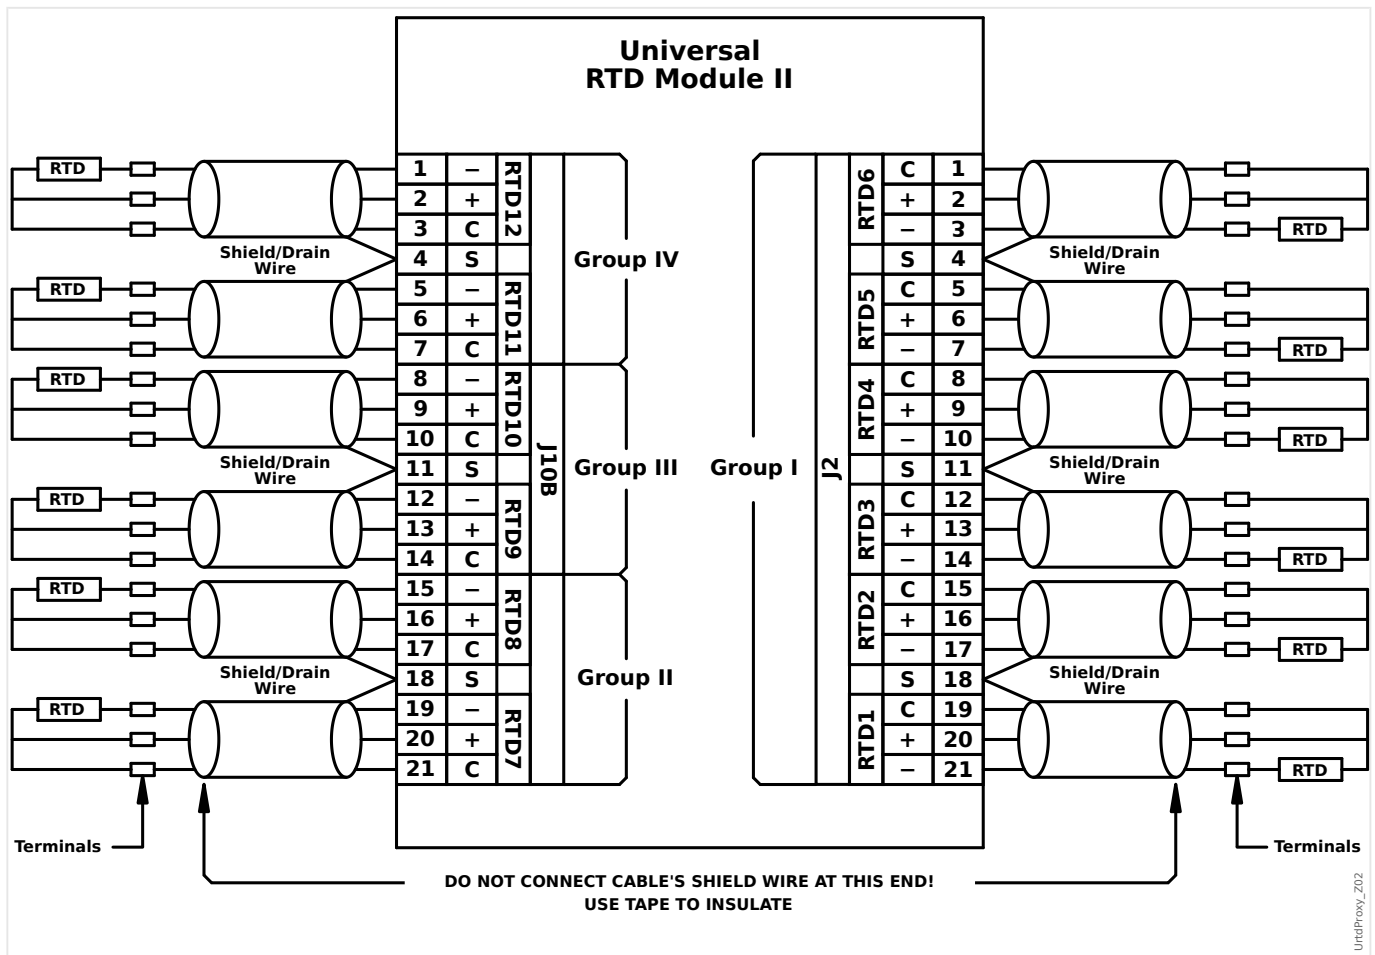 Universal
RTD Module II
RTD 1 − C 1
2 + + 2
3 C − 3 RTD
RTD12 RTD6
Shield/Drain
Wire
4 S S 4
Shield/Drain
Wire
Group IV
RTD 5 − C 5
6 + + 6
7 C − 7 RTD
RTD11 RTD5
RTD 8 − C 8
9 + + 9
10 C − 10 RTD
RTD10 RTD4
Shield/Drain
Wire
11 S S 11
Shield/Drain
Wire
J10B Group III Group I J2
RTD 12 − C 12
13 + + 13
14 C − 14 RTD
RTD9 RTD3
RTD 15 − C 15
16 + + 16
17 C − 17 RTD
RTD8 RTD2
Shield/Drain
Wire
18 S S 18
Shield/Drain
Wire
Group II
RTD 19 − C 19
20 + + 20
21 C − 21 RTD
RTD7 RTD1
Terminals
Terminals
DO NOT CONNECT CABLE'S SHIELD WIRE AT THIS END!
USE TAPE TO INSULATE
UrtdProxy_Z02